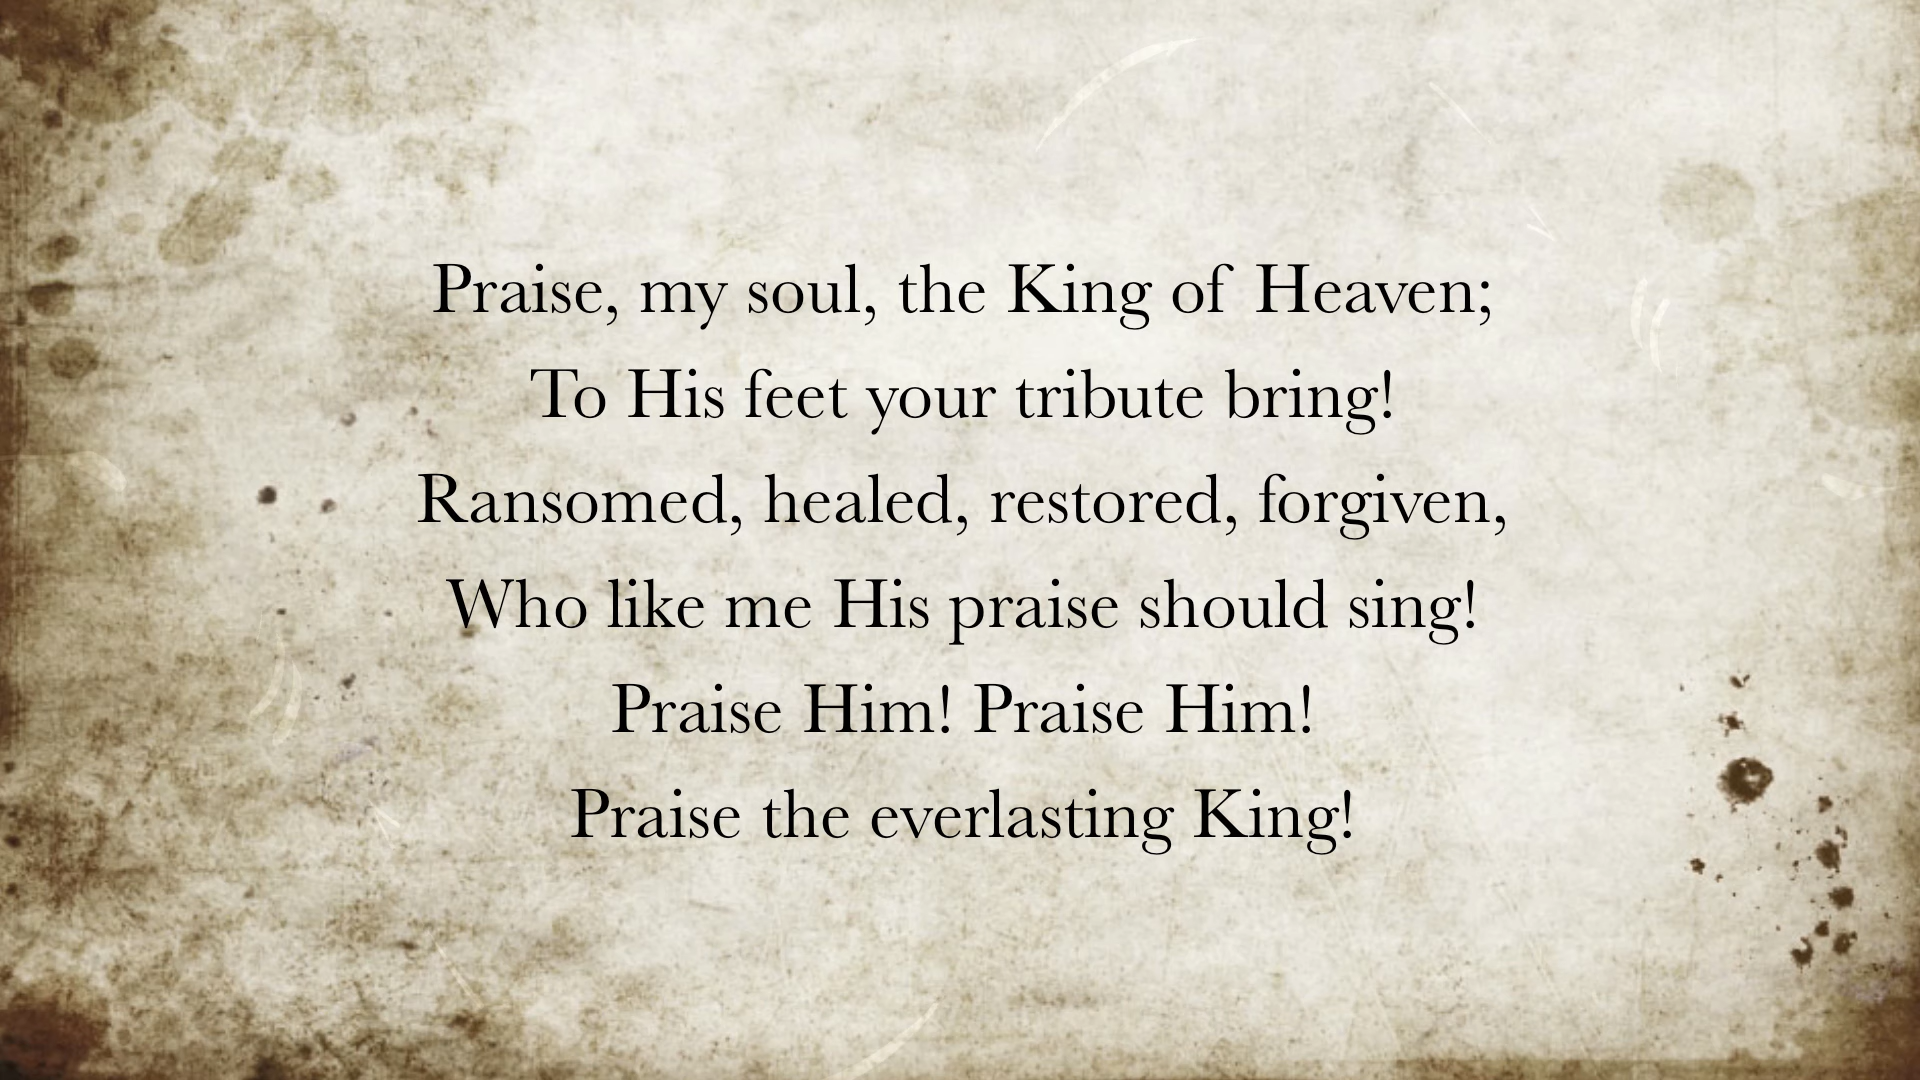 Praise, my soul, the King of Heaven;
To His feet your tribute bring!
Ransomed, healed, restored, forgiven,
Who like me His praise should sing!
Praise Him! Praise Him!
Praise the everlasting King!